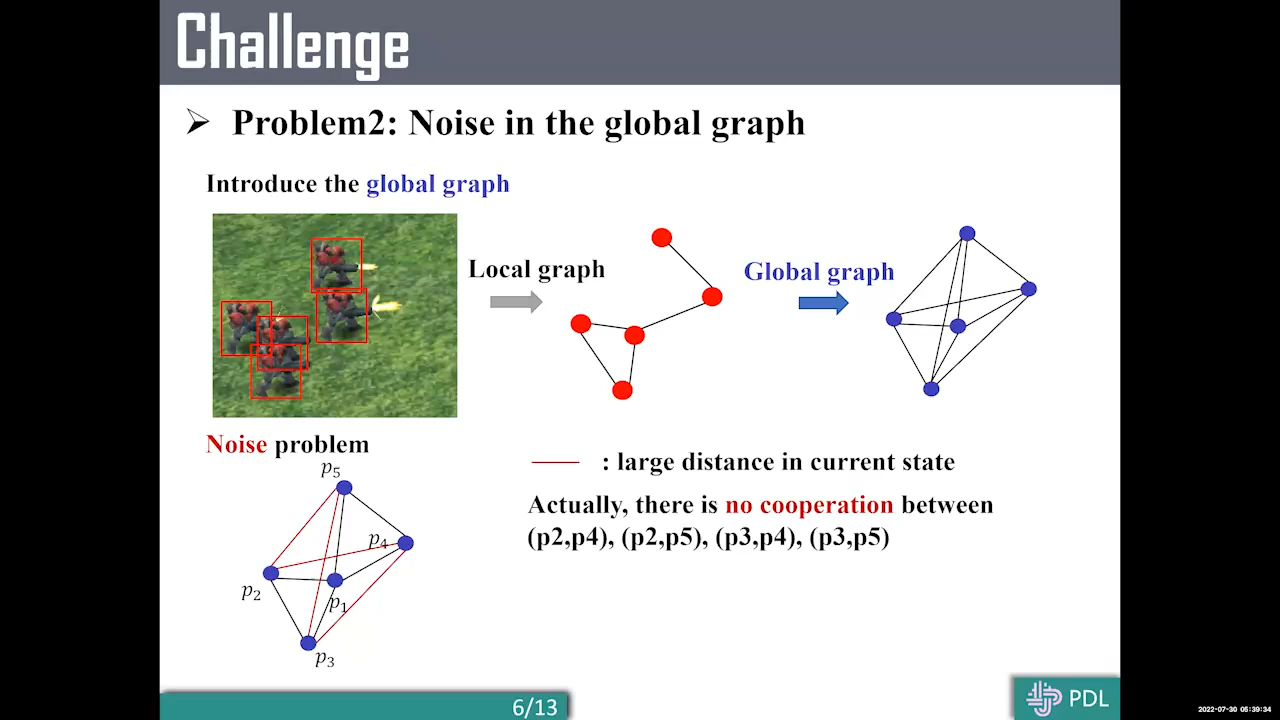 Challenge
➢ Problem2: Noise in the global graph
Introduce the global graph
Local graph
Global graph
Noise problem
p5
p4
p2
p1
p3
: large distance in current state
Actually, there is no cooperation between
(p2,p4), (p2,p5), (p3,p4), (p3,p5)
6/13
PDL
2022-07-30 05:39:34